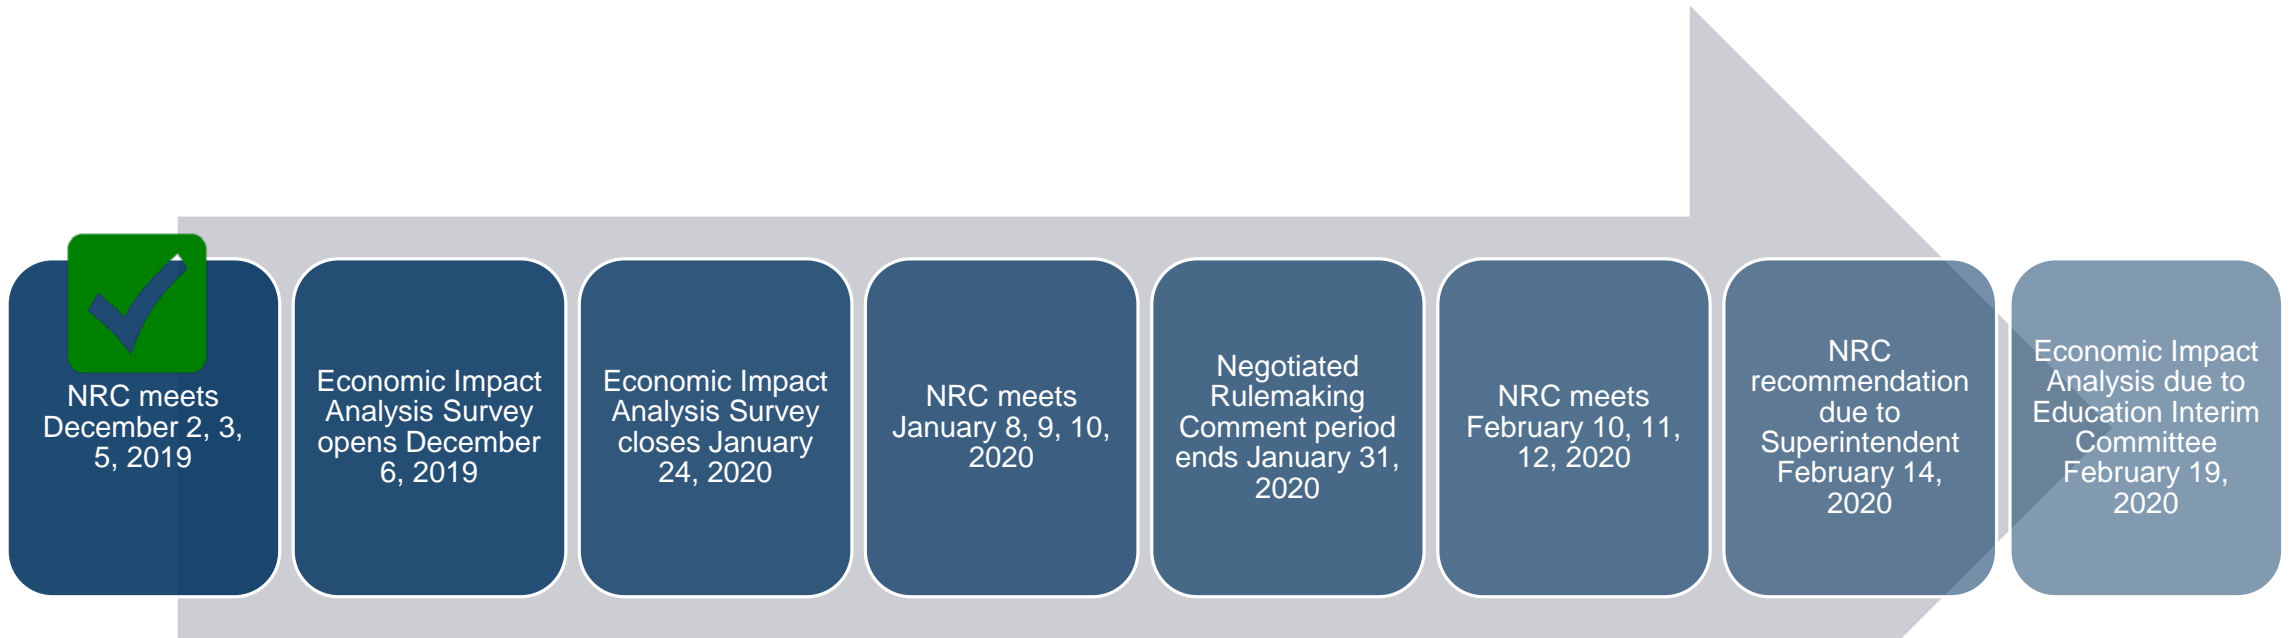 NRC meets
December 2, 3,
5, 2019
Economic Impact
Analysis Survey
opens December
6, 2019
Economic Impact
Analysis Survey
closes January
24, 2020
NRC meets
January 8, 9, 10,
2020
Negotiated
Rulemaking
Comment period
ends January 31,
2020
NRC meets
February 10, 11,
12, 2020
NRC
recommendation
due to
Superintendent
February 14,
2020
Economic Impact
Analysis due to
Education Interim
Committee
February 19,
2020